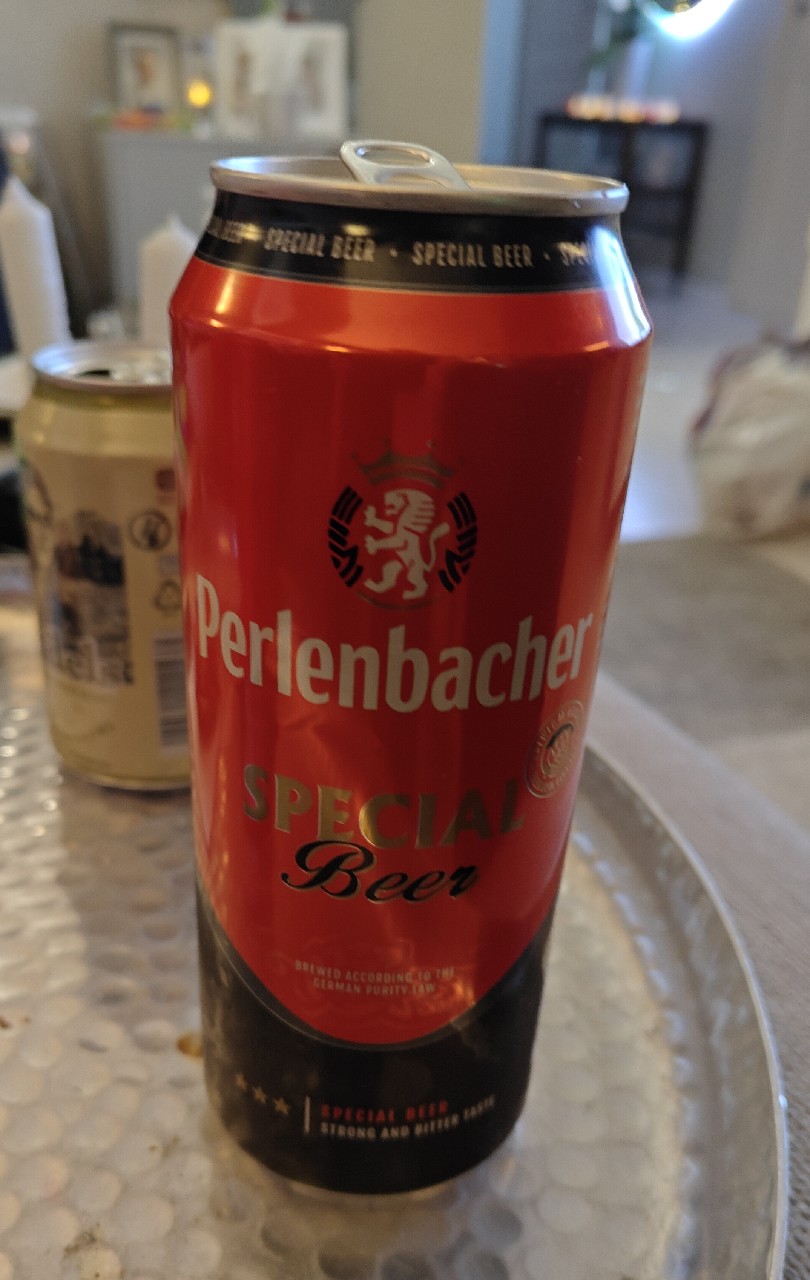 SPECIAL BEER • SPECIAL BEER •
Perlenbacher
SPECIAL
Beer
BREWED ACCORDING TO THE
GERMAN PURITY LAW
SPECIAL BEER
STRONG AND BITTER TASTE